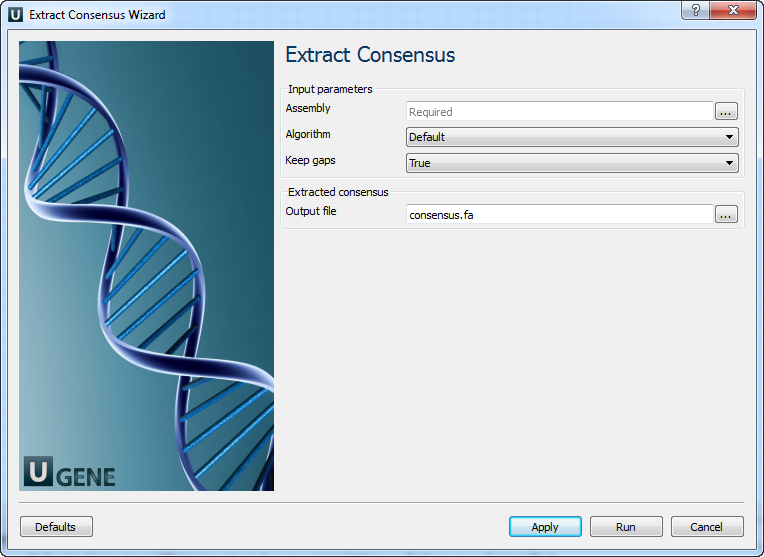 U Extract Consensus Wizard
?
Extract Consensus
Input parameters
Assembly Required ...
Algorithm Default
Keep gaps True
Extracted consensus
Output file consensus.fa ...
U GENE
Defaults Apply Run Cancel